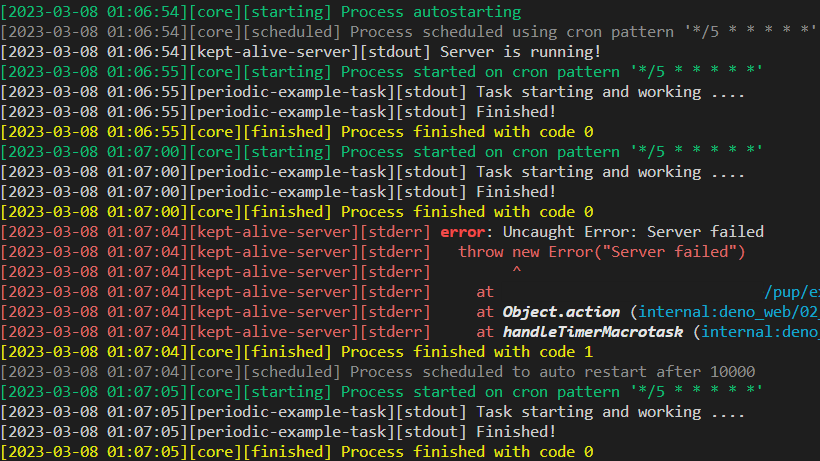 [2023-03-08 01:06:54][core][starting] Process autostarting
[2023-03-08 01:06:54][core][scheduled] Process scheduled using cron pattern '*/5 * * * * *'
[2023-03-08 01:06:54][kept-alive-server][stdout] Server is running!
[2023-03-08 01:06:55][core][starting] Process started on cron pattern '*/5 * * * * *'
[2023-03-08 01:06:55][periodic-example-task][stdout] Task starting and working ....
[2023-03-08 01:06:55][periodic-example-task][stdout] Finished!
[2023-03-08 01:06:55][core][finished] Process finished with code 0
[2023-03-08 01:07:00][core][starting] Process started on cron pattern '*/5 * * * * *'
[2023-03-08 01:07:00][periodic-example-task][stdout] Task starting and working ....
[2023-03-08 01:07:00][periodic-example-task][stdout] Finished!
[2023-03-08 01:07:00][core][finished] Process finished with code 0
[2023-03-08 01:07:04][kept-alive-server][stderr] error: Uncaught Error: Server failed
[2023-03-08 01:07:04][kept-alive-server][stderr]   throw new Error("Server failed")
[2023-03-08 01:07:04][kept-alive-server][stderr]         ^
[2023-03-08 01:07:04][kept-alive-server][stderr]     at                              /pup/ex
[2023-03-08 01:07:04][kept-alive-server][stderr]     at Object.action (internal:deno_web/02_
[2023-03-08 01:07:04][kept-alive-server][stderr]     at handleTimerMacrotask (internal:deno_
[2023-03-08 01:07:04][core][finished] Process finished with code 1
[2023-03-08 01:07:04][core][scheduled] Process scheduled to auto restart after 10000
[2023-03-08 01:07:05][core][starting] Process started on cron pattern '*/5 * * * * *'
[2023-03-08 01:07:05][periodic-example-task][stdout] Task starting and working ....
[2023-03-08 01:07:05][periodic-example-task][stdout] Finished!
[2023-03-08 01:07:05][core][finished] Process finished with code 0